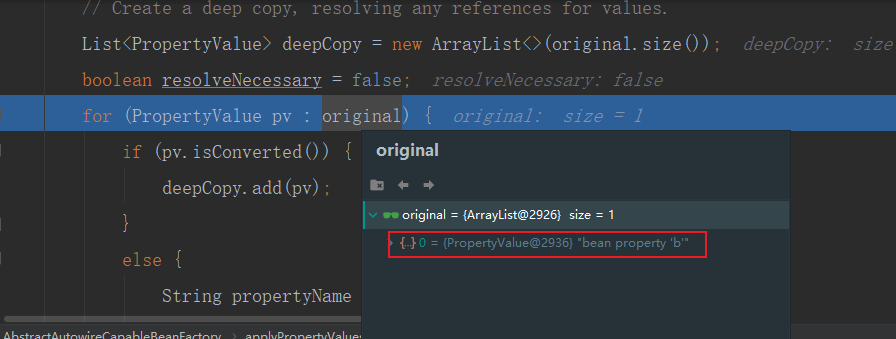 // Create a deep copy, resolving any references for values.
List<PropertyValue> deepCopy = new ArrayList<>(original.size()); deepCopy: size
boolean resolveNecessary = false; resolveNecessary: false
for (PropertyValue pv : original) { original: size = 1
original
if (pv.isConverted()) {
deepCopy.add(pv);
original = {ArrayList@2926} size = 1
}
{..} 0 = {PropertyValue@2936} "bean property 'b'"
else {
String propertyName
AbstractAutowireCapableBeanFactory › applyPropertyValues